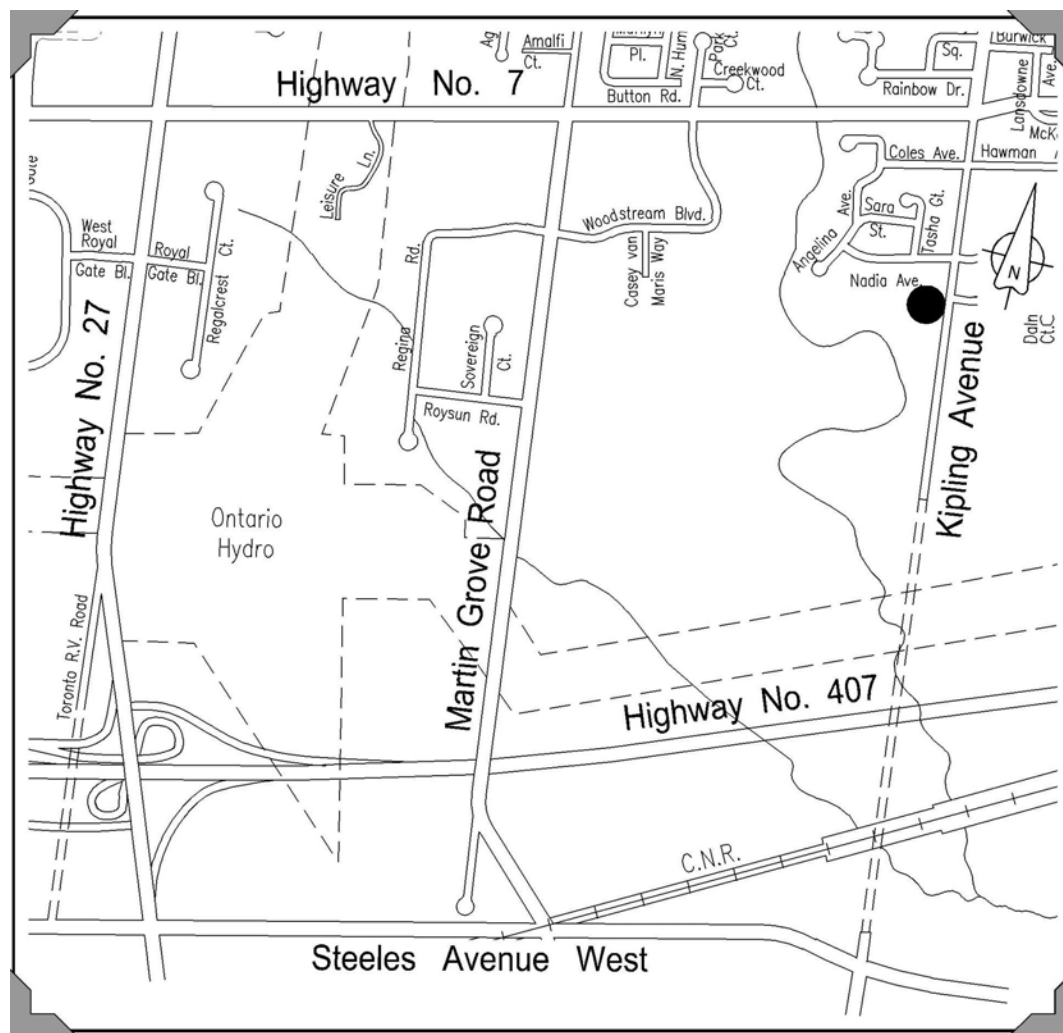 Amalfi
Ct.
Pl.
N. Hum
Park
Ct.
Creekwood
Ct.
Button Rd.
Sq.
Rainbow Dr.
Burwick
Ave.
Lansdowne
McK
Highway No. 7
Leisure Ln.
Coles Ave.
Hawman
Angelina Ave.
Sara
St.
Tasha Gt.
Nadia Ave.
West
Royal
Gate Bl.
Royal
Gate Bl.
Regalcrest Ct.
Woodstream Blvd.
Casey van
Maris Way
Regina Rd.
Sovereign
Ct.
Roysun Rd.
N
Highway No. 27
Ontario
Hydro
Martin Grove Road
Kipling Avenue
Toronto R.V. Road
Highway No. 407
C.N.R.
Steeles Avenue West